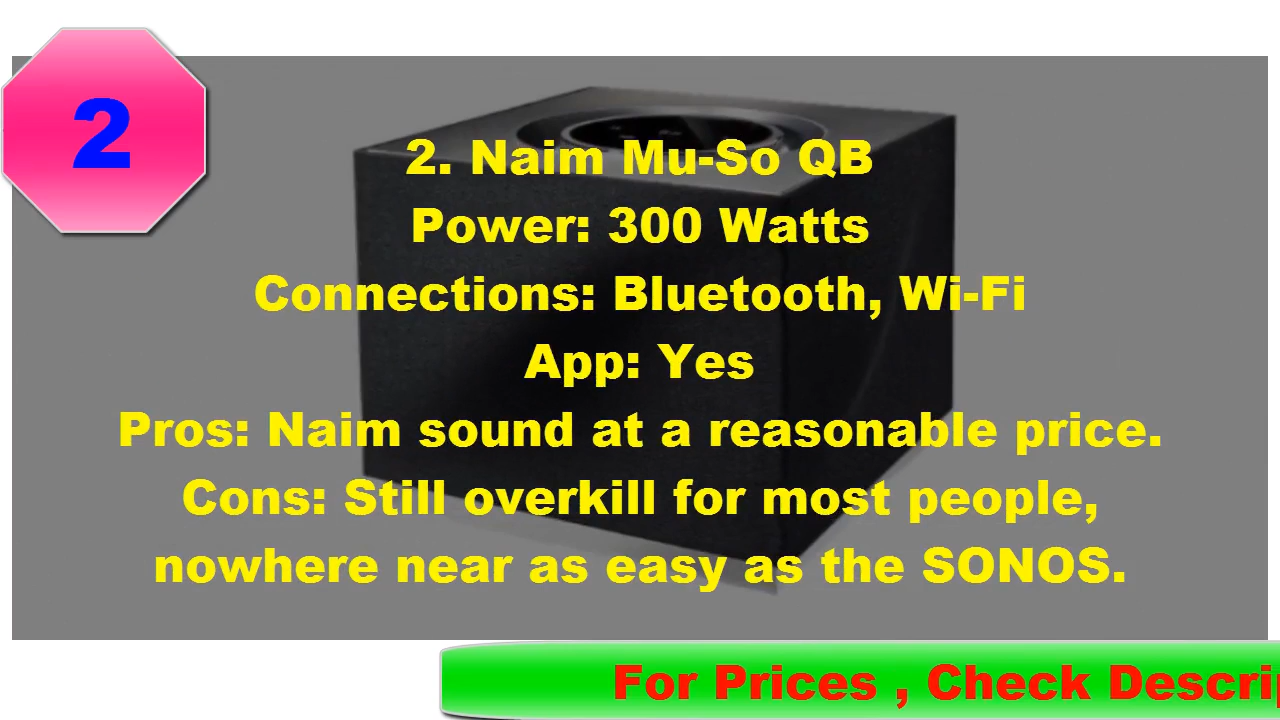 2
2. Naim Mu-So QB
Power: 300 Watts
Connections: Bluetooth, Wi-Fi
App: Yes
Pros: Naim sound at a reasonable price.
Cons: Still overkill for most people,
nowhere near as easy as the SONOS.
For Prices , Check